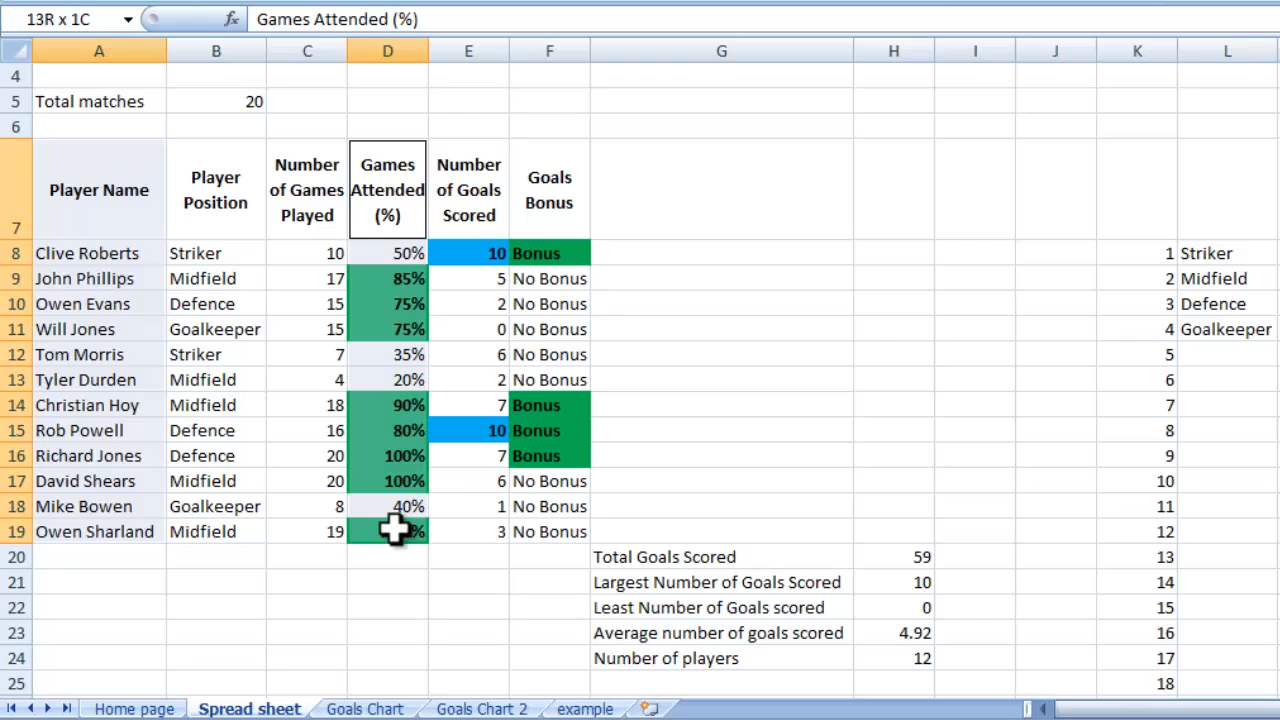 13R x 1C fx Games Attended (%)
A B C D E F G H I J K L
4
5 Total matches 20
6
7 Player Name Player Position Number of Games Played Games Attended (%) Number of Goals Scored Goals Bonus
8 Clive Roberts Striker 10 50% 10 Bonus 1 Striker
9 John Phillips Midfield 17 85% 5 No Bonus 2 Midfield
10 Owen Evans Defence 15 75% 2 No Bonus 3 Defence
11 Will Jones Goalkeeper 15 75% 0 No Bonus 4 Goalkeeper
12 Tom Morris Striker 7 35% 6 No Bonus 5
13 Tyler Durden Midfield 4 20% 2 No Bonus 6
14 Christian Hoy Midfield 18 90% 7 Bonus 7
15 Rob Powell Defence 16 80% 10 Bonus 8
16 Richard Jones Defence 20 100% 7 Bonus 9
17 David Shears Midfield 20 100% 6 No Bonus 10
18 Mike Bowen Goalkeeper 8 40% 1 No Bonus 11
19 Owen Sharland Midfield 19 3 No Bonus 12
20 Total Goals Scored 59 13
21 Largest Number of Goals Scored 10 14
22 Least Number of Goals scored 0 15
23 Average number of goals scored 4.92 16
24 Number of players 12 17
25 18
Home page Spread sheet Goals Chart Goals Chart 2 example